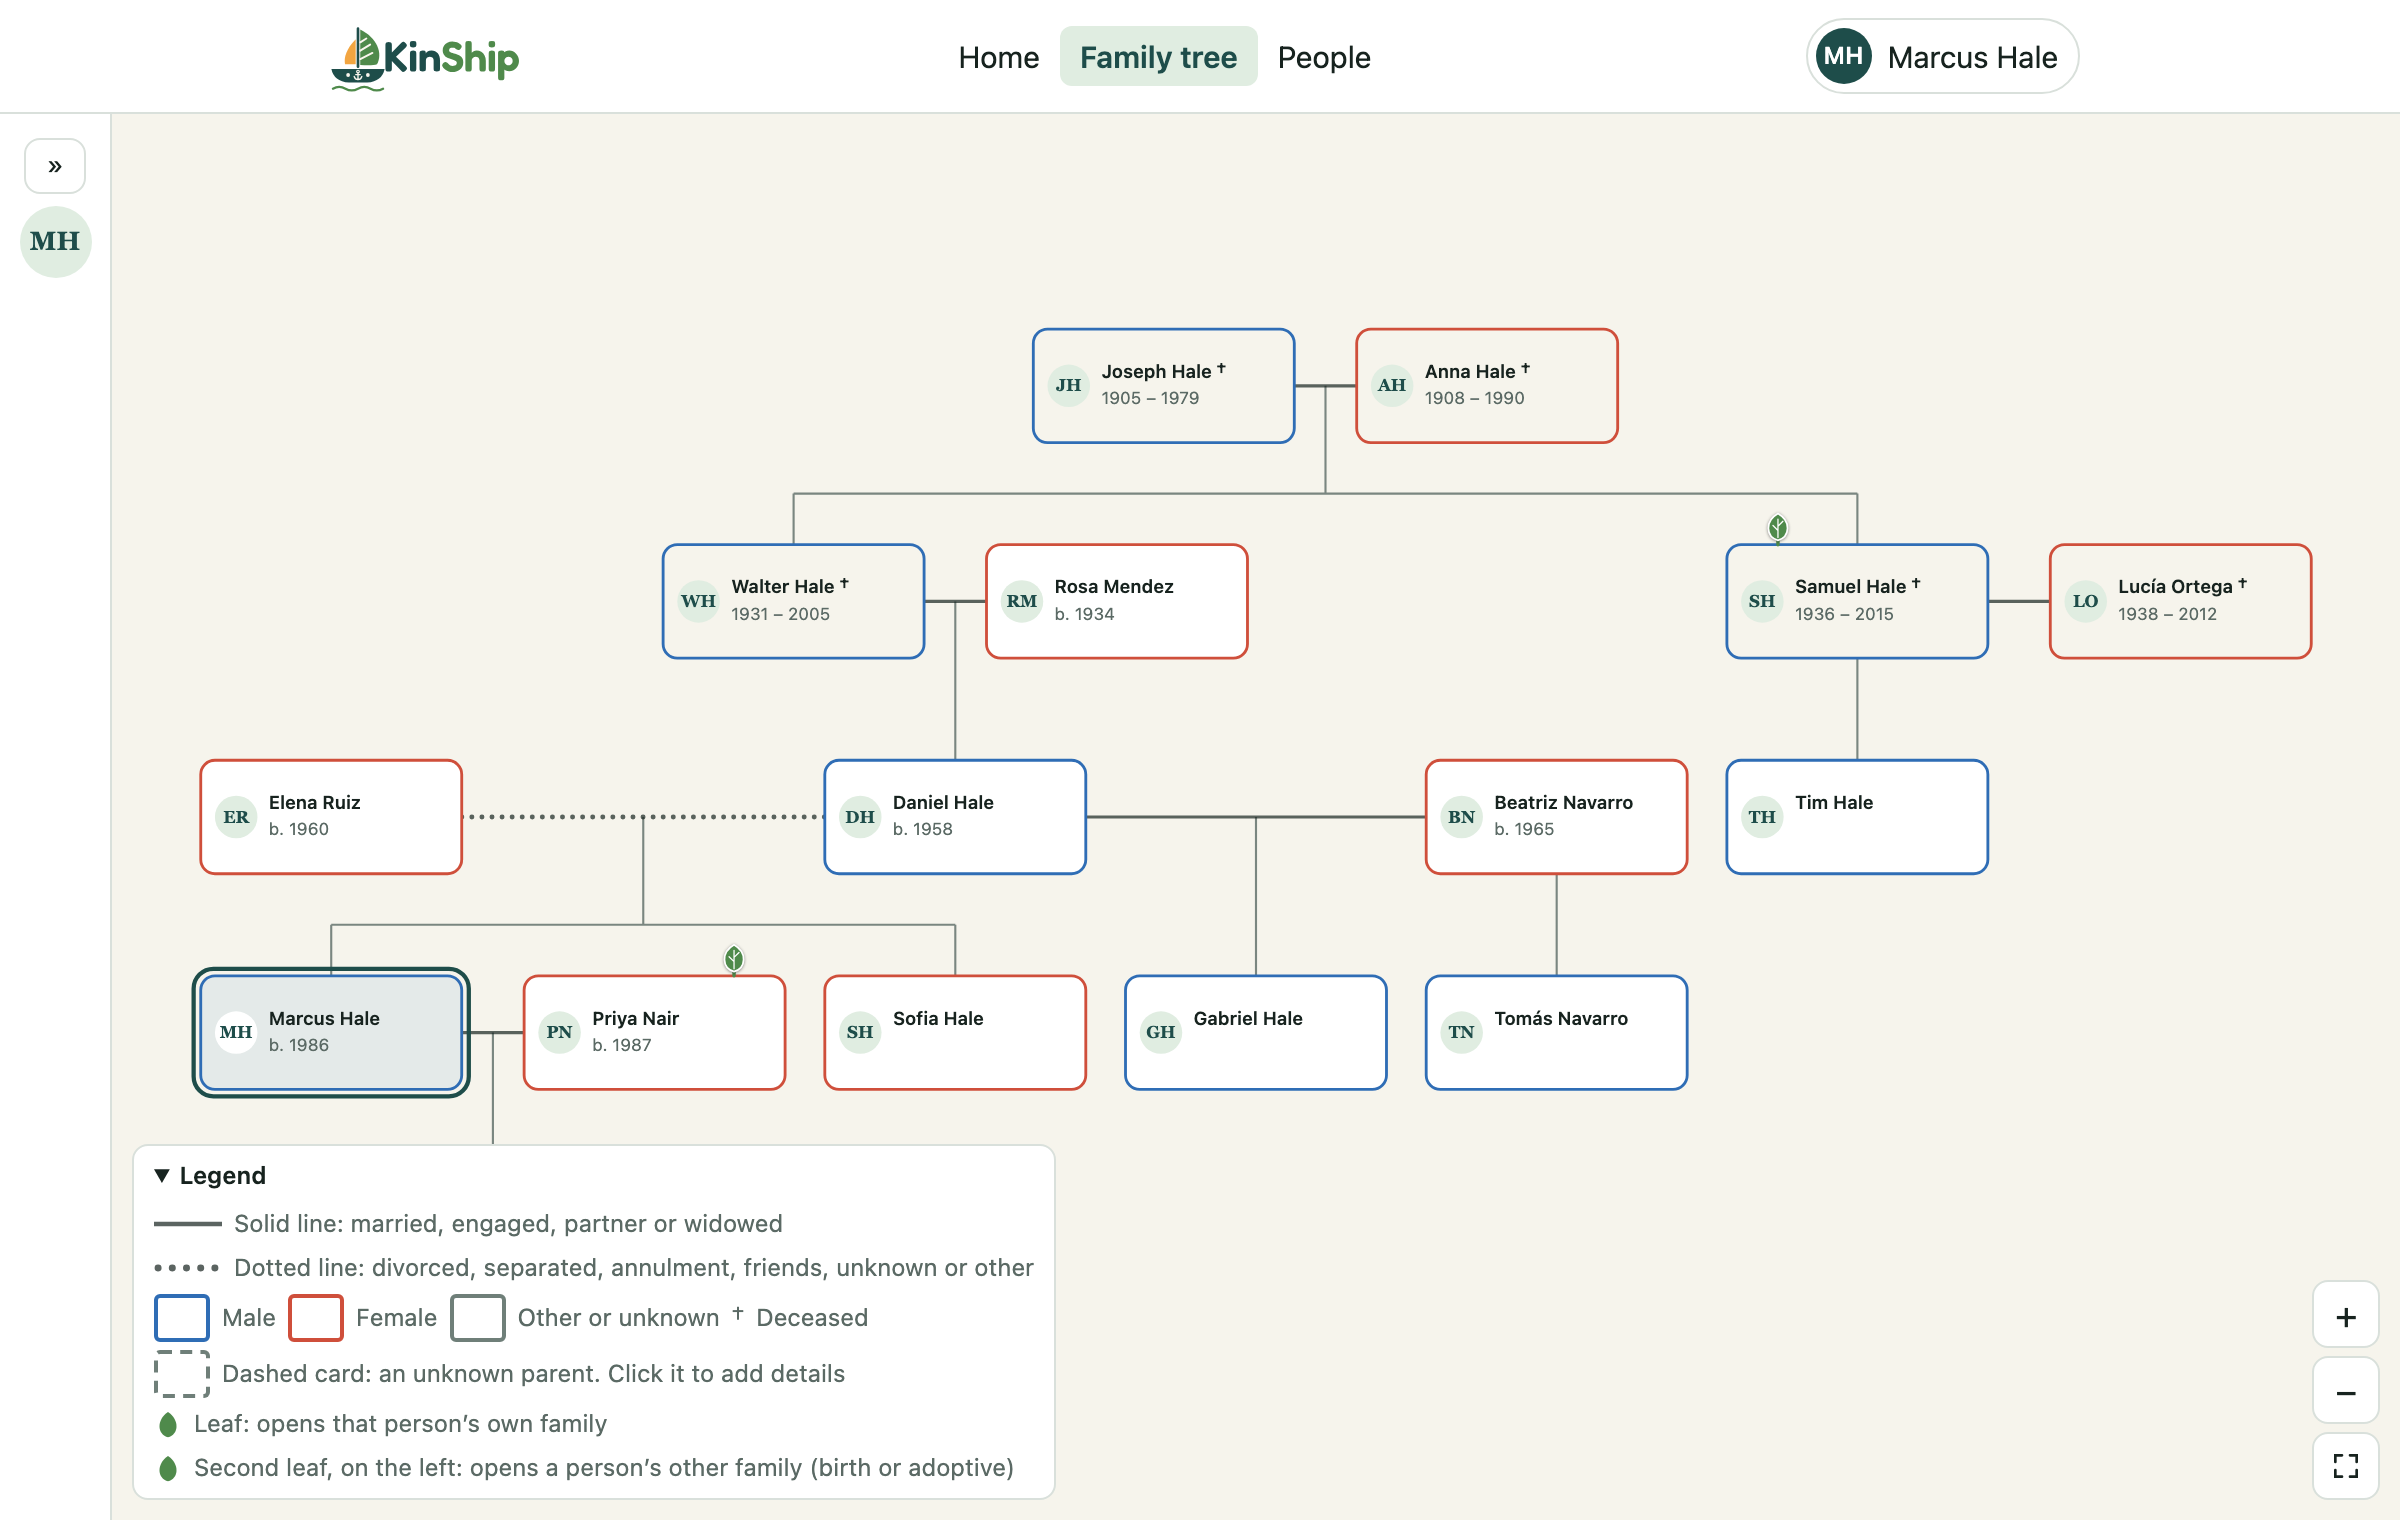 KinShip
Home Family tree People
MH Marcus Hale
»
MH
JH Joseph Hale †
1905 – 1979
AH Anna Hale †
1908 – 1990
WH Walter Hale †
1931 – 2005
RM Rosa Mendez
b. 1934
SH Samuel Hale †
1936 – 2015
LO Lucía Ortega †
1938 – 2012
ER Elena Ruiz
b. 1960
DH Daniel Hale
b. 1958
BN Beatriz Navarro
b. 1965
TH Tim Hale
MH Marcus Hale
b. 1986
PN Priya Nair
b. 1987
SH Sofia Hale
GH Gabriel Hale
TN Tomás Navarro
▼ Legend
Solid line: married, engaged, partner or widowed
Dotted line: divorced, separated, annulment, friends, unknown or other
Male Female Other or unknown † Deceased
Dashed card: an unknown parent. Click it to add details
Leaf: opens that person’s own family
Second leaf, on the left: opens a person’s other family (birth or adoptive)
+
−